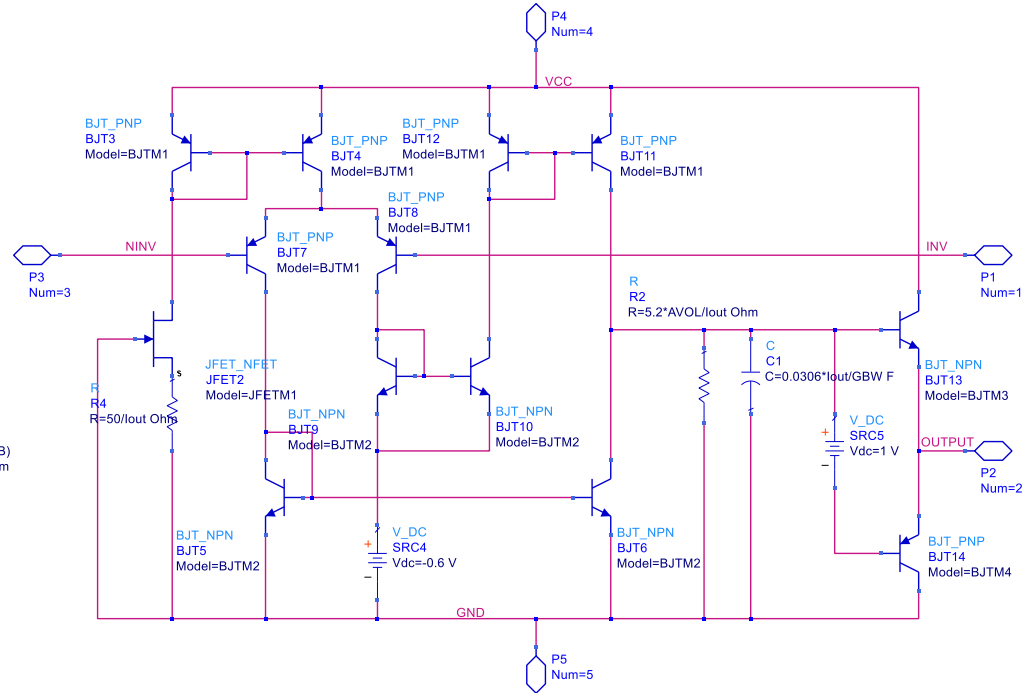 P4
Num=4
VCC
BJT_PNP
BJT3
Model=BJTM1
BJT_PNP
BJT4
Model=BJTM1
BJT_PNP
BJT12
Model=BJTM1
BJT_PNP
BJT11
Model=BJTM1
BJT_PNP
BJT8
Model=BJTM1
NINV
BJT_PNP
BJT7
Model=BJTM1
INV
P3
Num=3
P1
Num=1
R
R2
R=5.2*AVOL/Iout Ohm
C
C1
C=0.0306*Iout/GBW F
JFET_NFET
JFET2
Model=JFETM1
S
R
R4
R=50/Iout Ohm
BJT_NPN
BJT13
Model=BJTM3
BJT_NPN
BJT9
Model=BJTM2
BJT_NPN
BJT10
Model=BJTM2
+
V_DC
SRC5
Vdc=1 V
−
OUTPUT
P2
Num=2
B)
m
BJT_NPN
BJT5
Model=BJTM2
+
V_DC
SRC4
Vdc=-0.6 V
−
BJT_NPN
BJT6
Model=BJTM2
BJT_PNP
BJT14
Model=BJTM4
GND
P5
Num=5